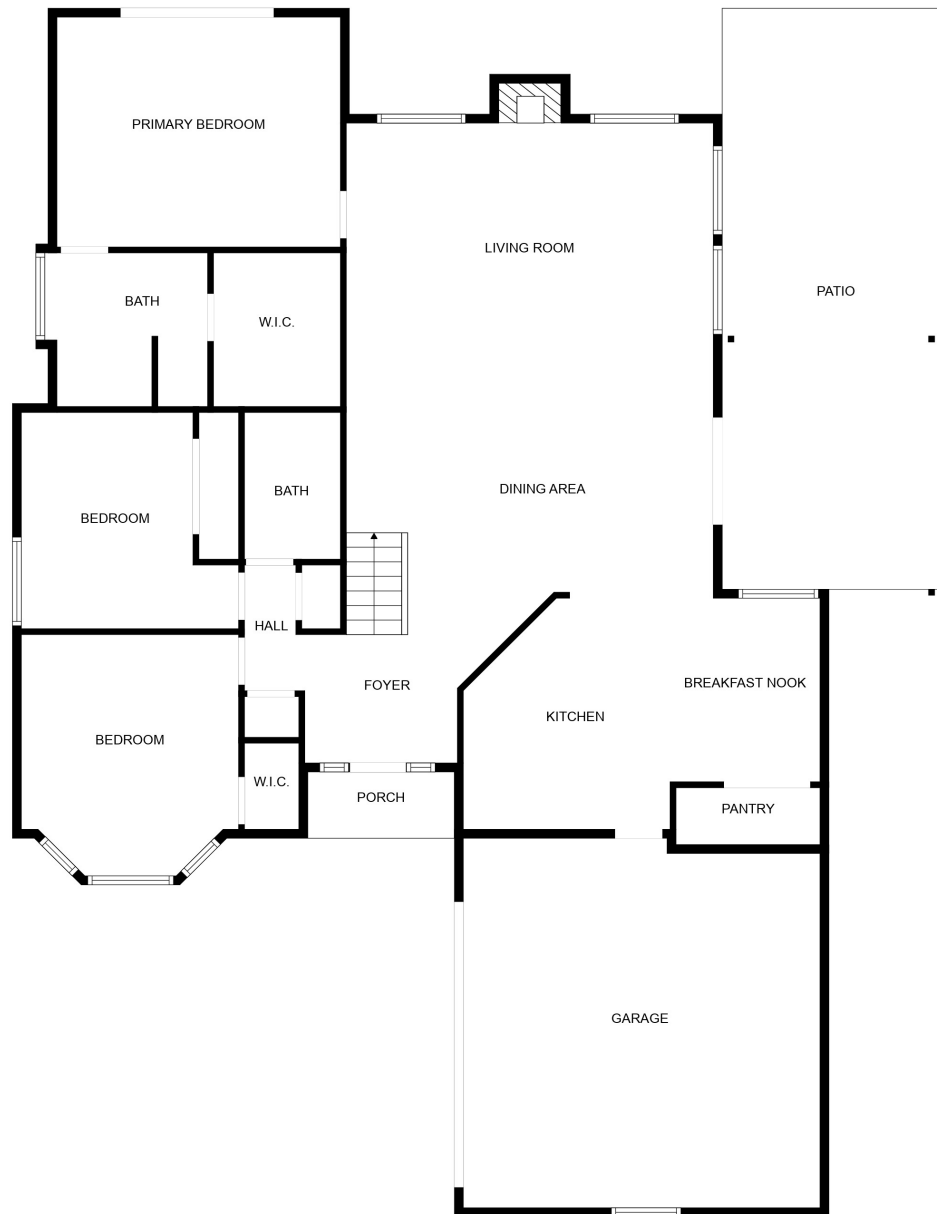 PRIMARY BEDROOM
LIVING ROOM
PATIO
BATH
W.I.C.
DINING AREA
BATH
BEDROOM
HALL
FOYER
BREAKFAST NOOK
KITCHEN
BEDROOM
W.I.C.
PORCH
PANTRY
GARAGE